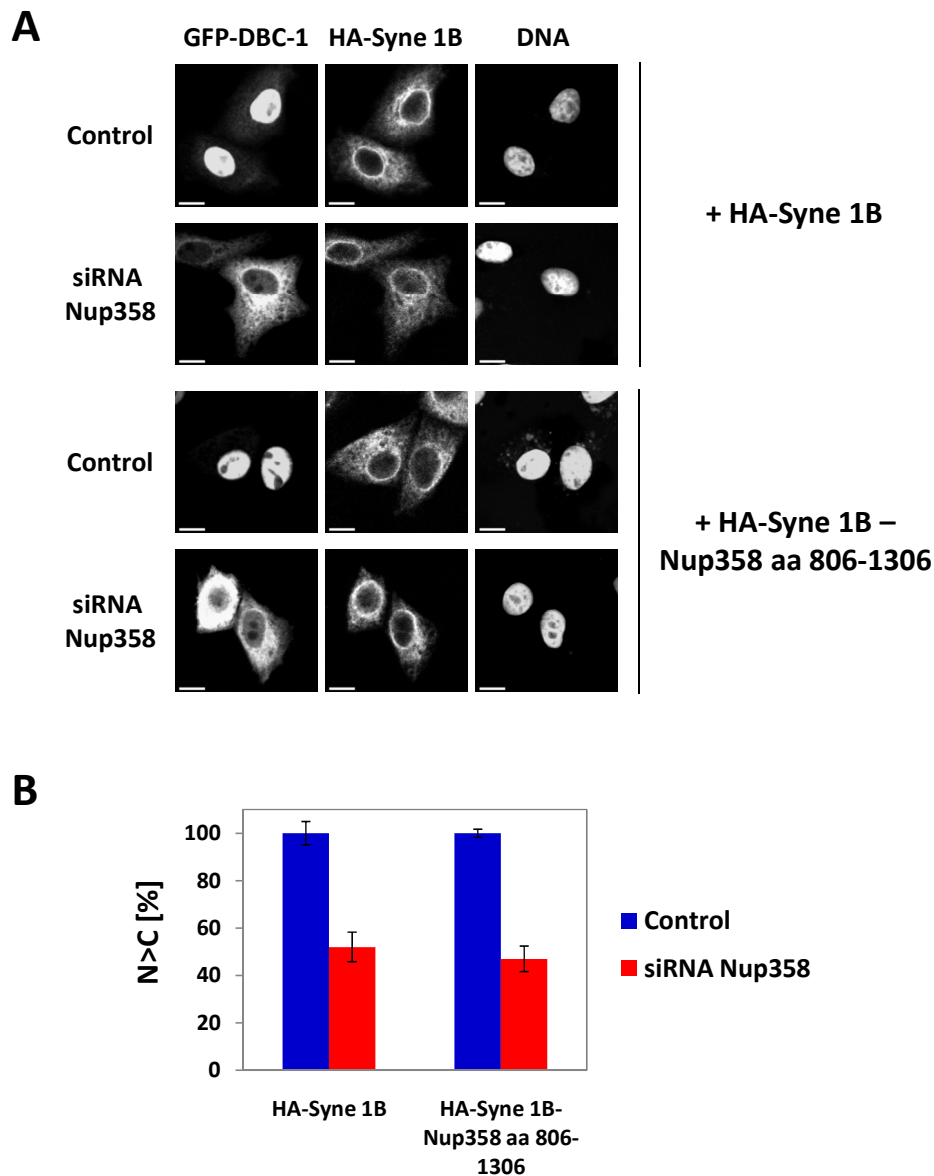 A
GFP-DBC-1 HA-Syne 1B DNA
Control
+ HA-Syne 1B
siRNA
Nup358
Control
+ HA-Syne 1B –
Nup358 aa 806-1306
siRNA
Nup358
B
N>C [%]
100
80
60
40
20
0
Control
siRNA Nup358
HA-Syne 1B
HA-Syne 1B-
Nup358 aa 806-
1306